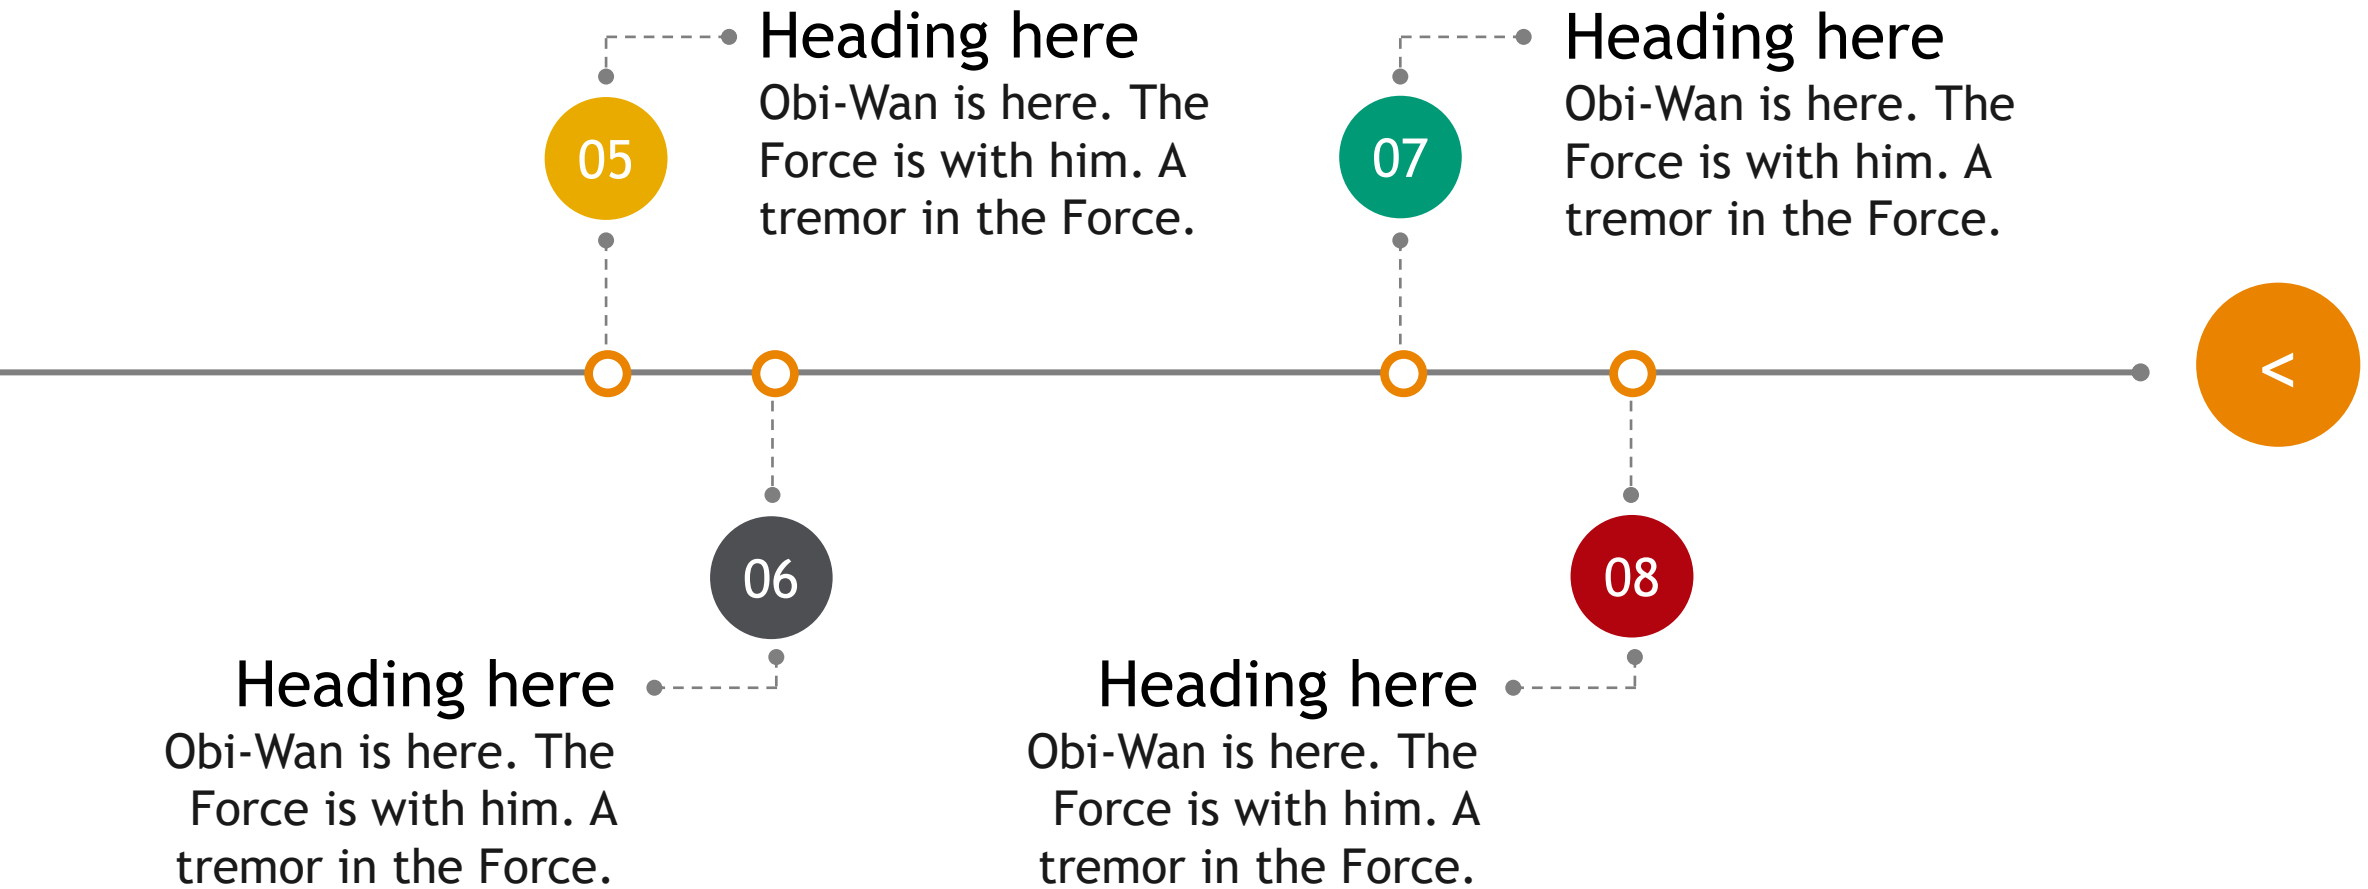 05
Heading here
Obi-Wan is here. The
Force is with him. A
tremor in the Force.
07
Heading here
Obi-Wan is here. The
Force is with him. A
tremor in the Force.
<
06
Heading here
Obi-Wan is here. The
Force is with him. A
tremor in the Force.
08
Heading here
Obi-Wan is here. The
Force is with him. A
tremor in the Force.